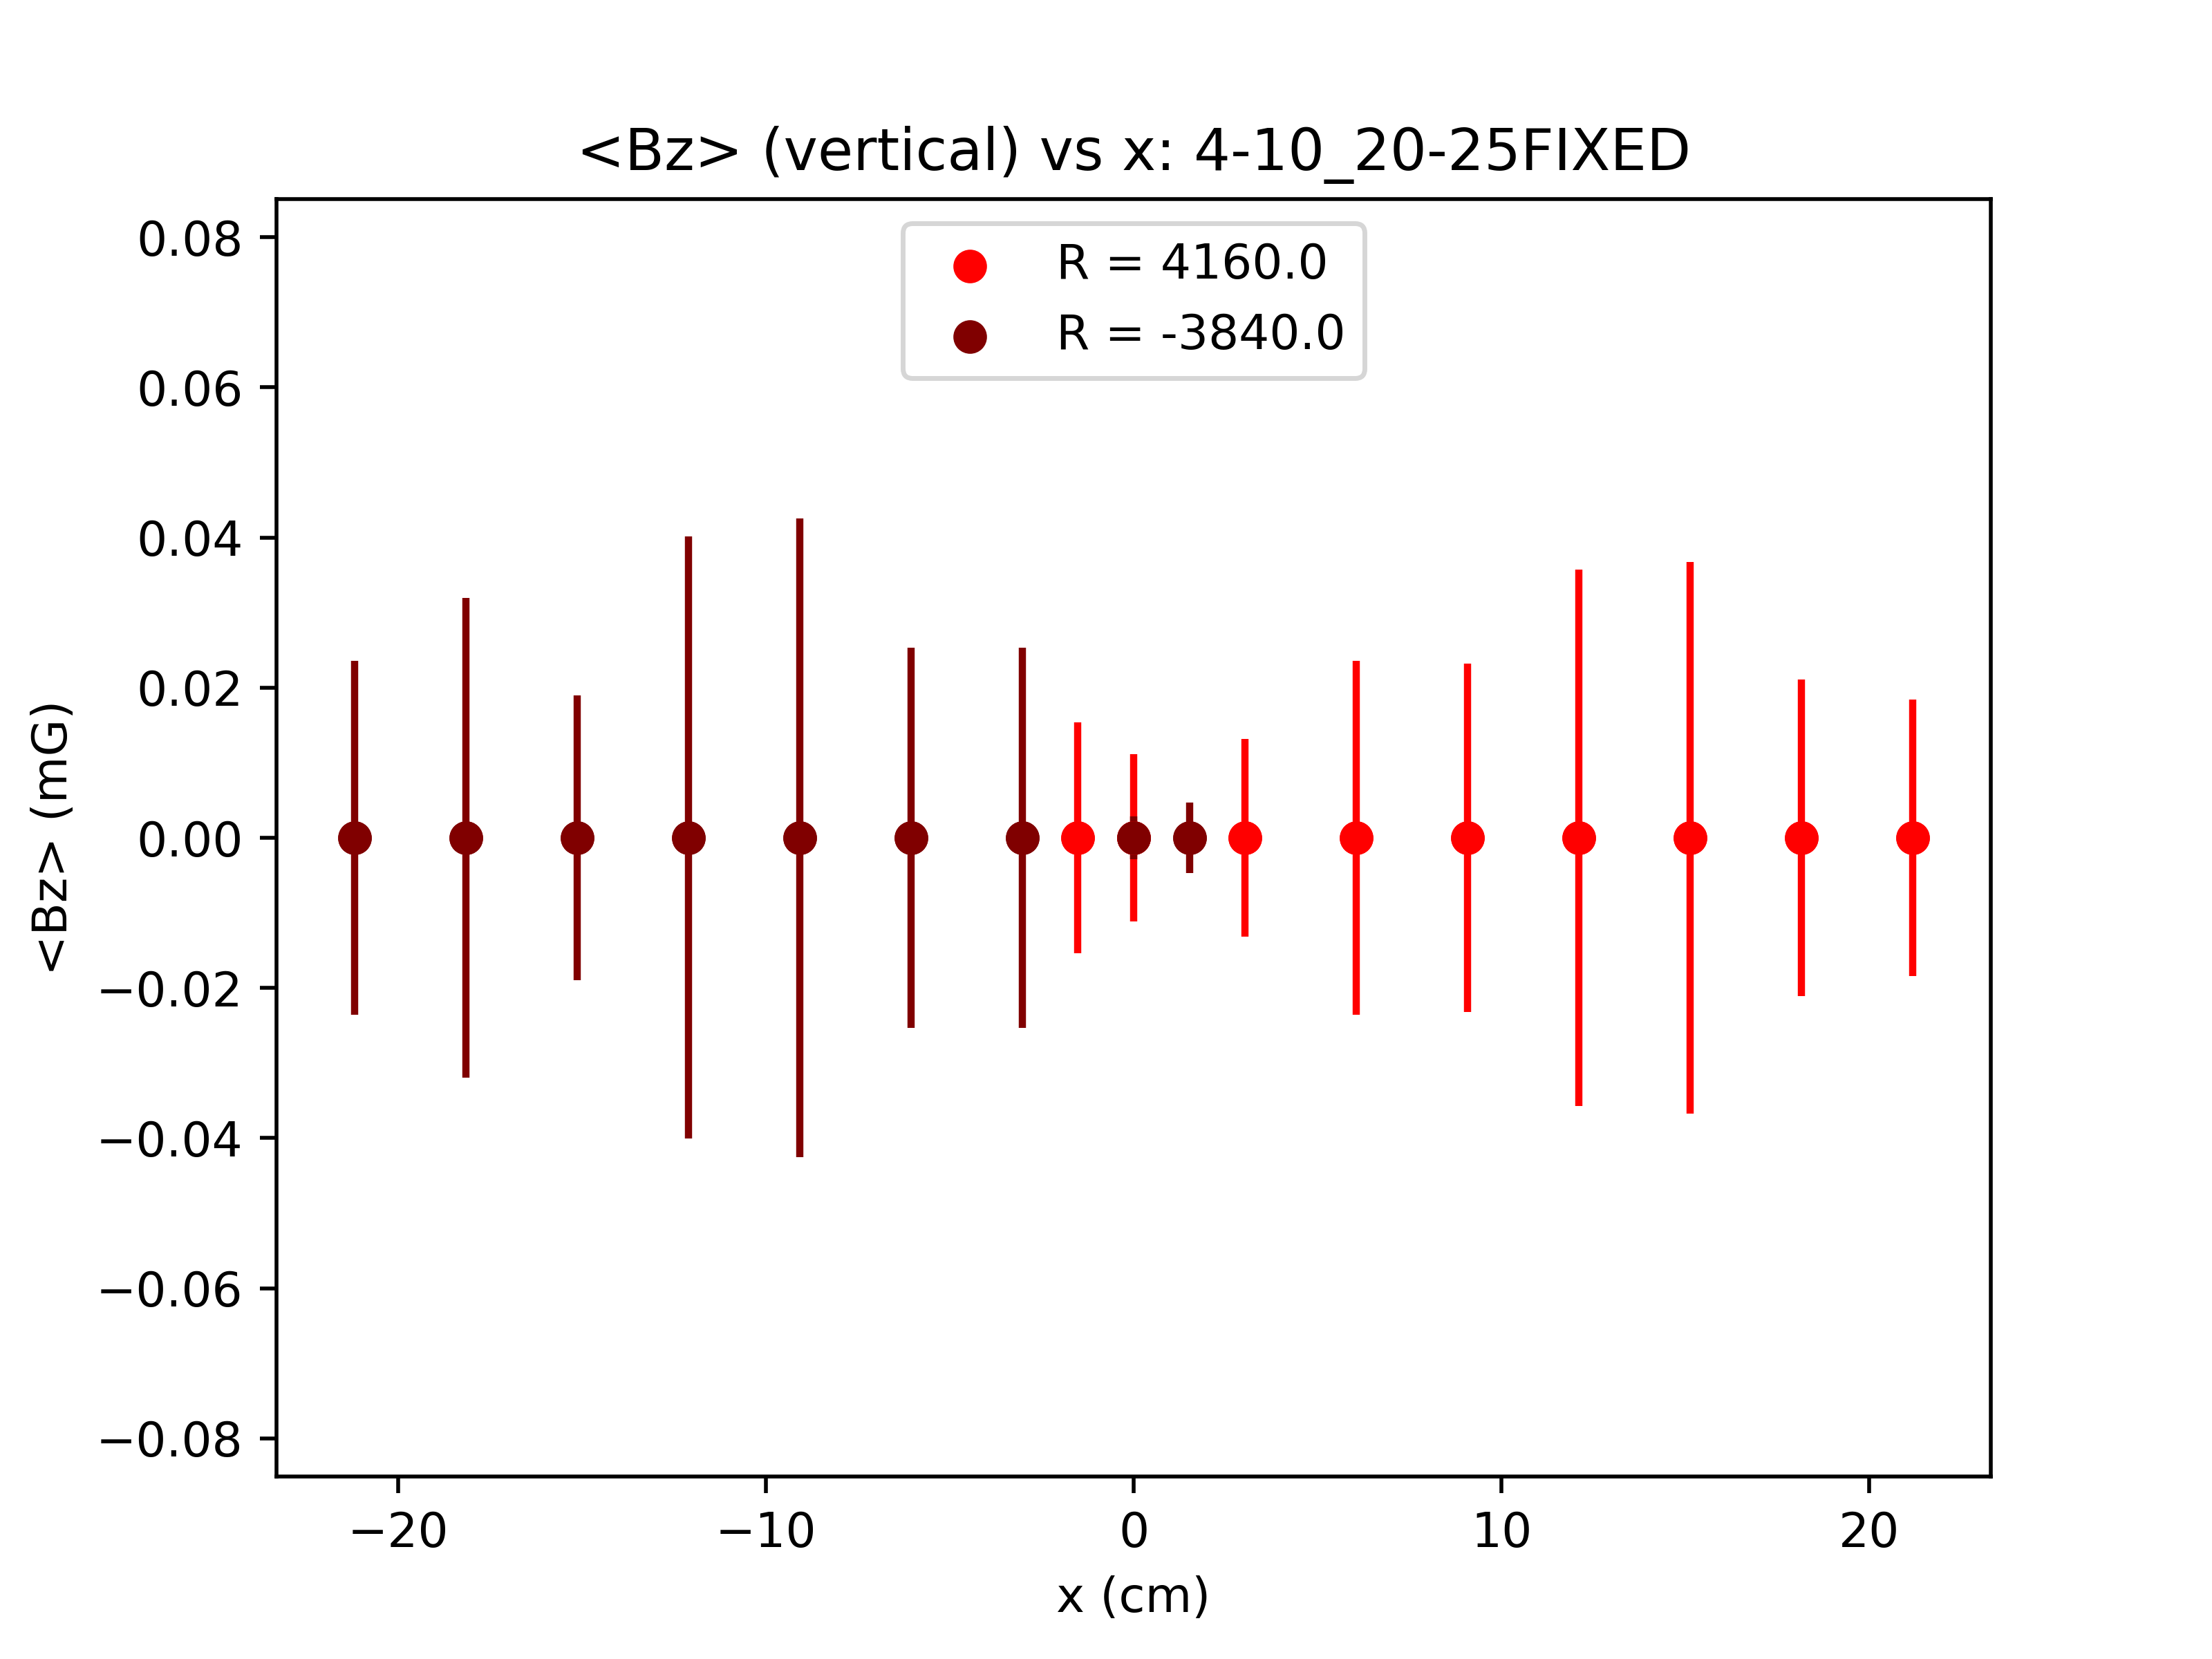 <Bz> (vertical) vs x: 4-10_20-25FIXED
R = 4160.0
R = -3840.0
0.08
0.06
0.04
0.02
0.00
−0.02
−0.04
−0.06
−0.08
<Bz> (mG)
−20
−10
0
10
20
x (cm)